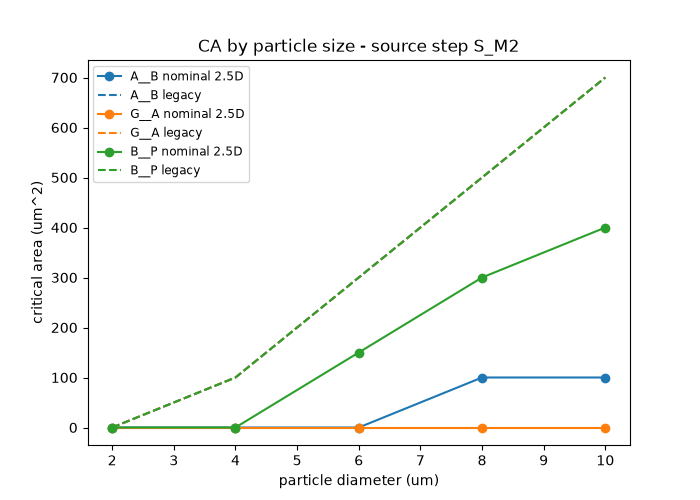 CA by particle size - source step S_M2
A__B nominal 2.5D
A__B legacy
G__A nominal 2.5D
G__A legacy
B__P nominal 2.5D
B__P legacy
critical area (um^2)
700
600
500
400
300
200
100
0
2 3 4 5 6 7 8 9 10
particle diameter (um)